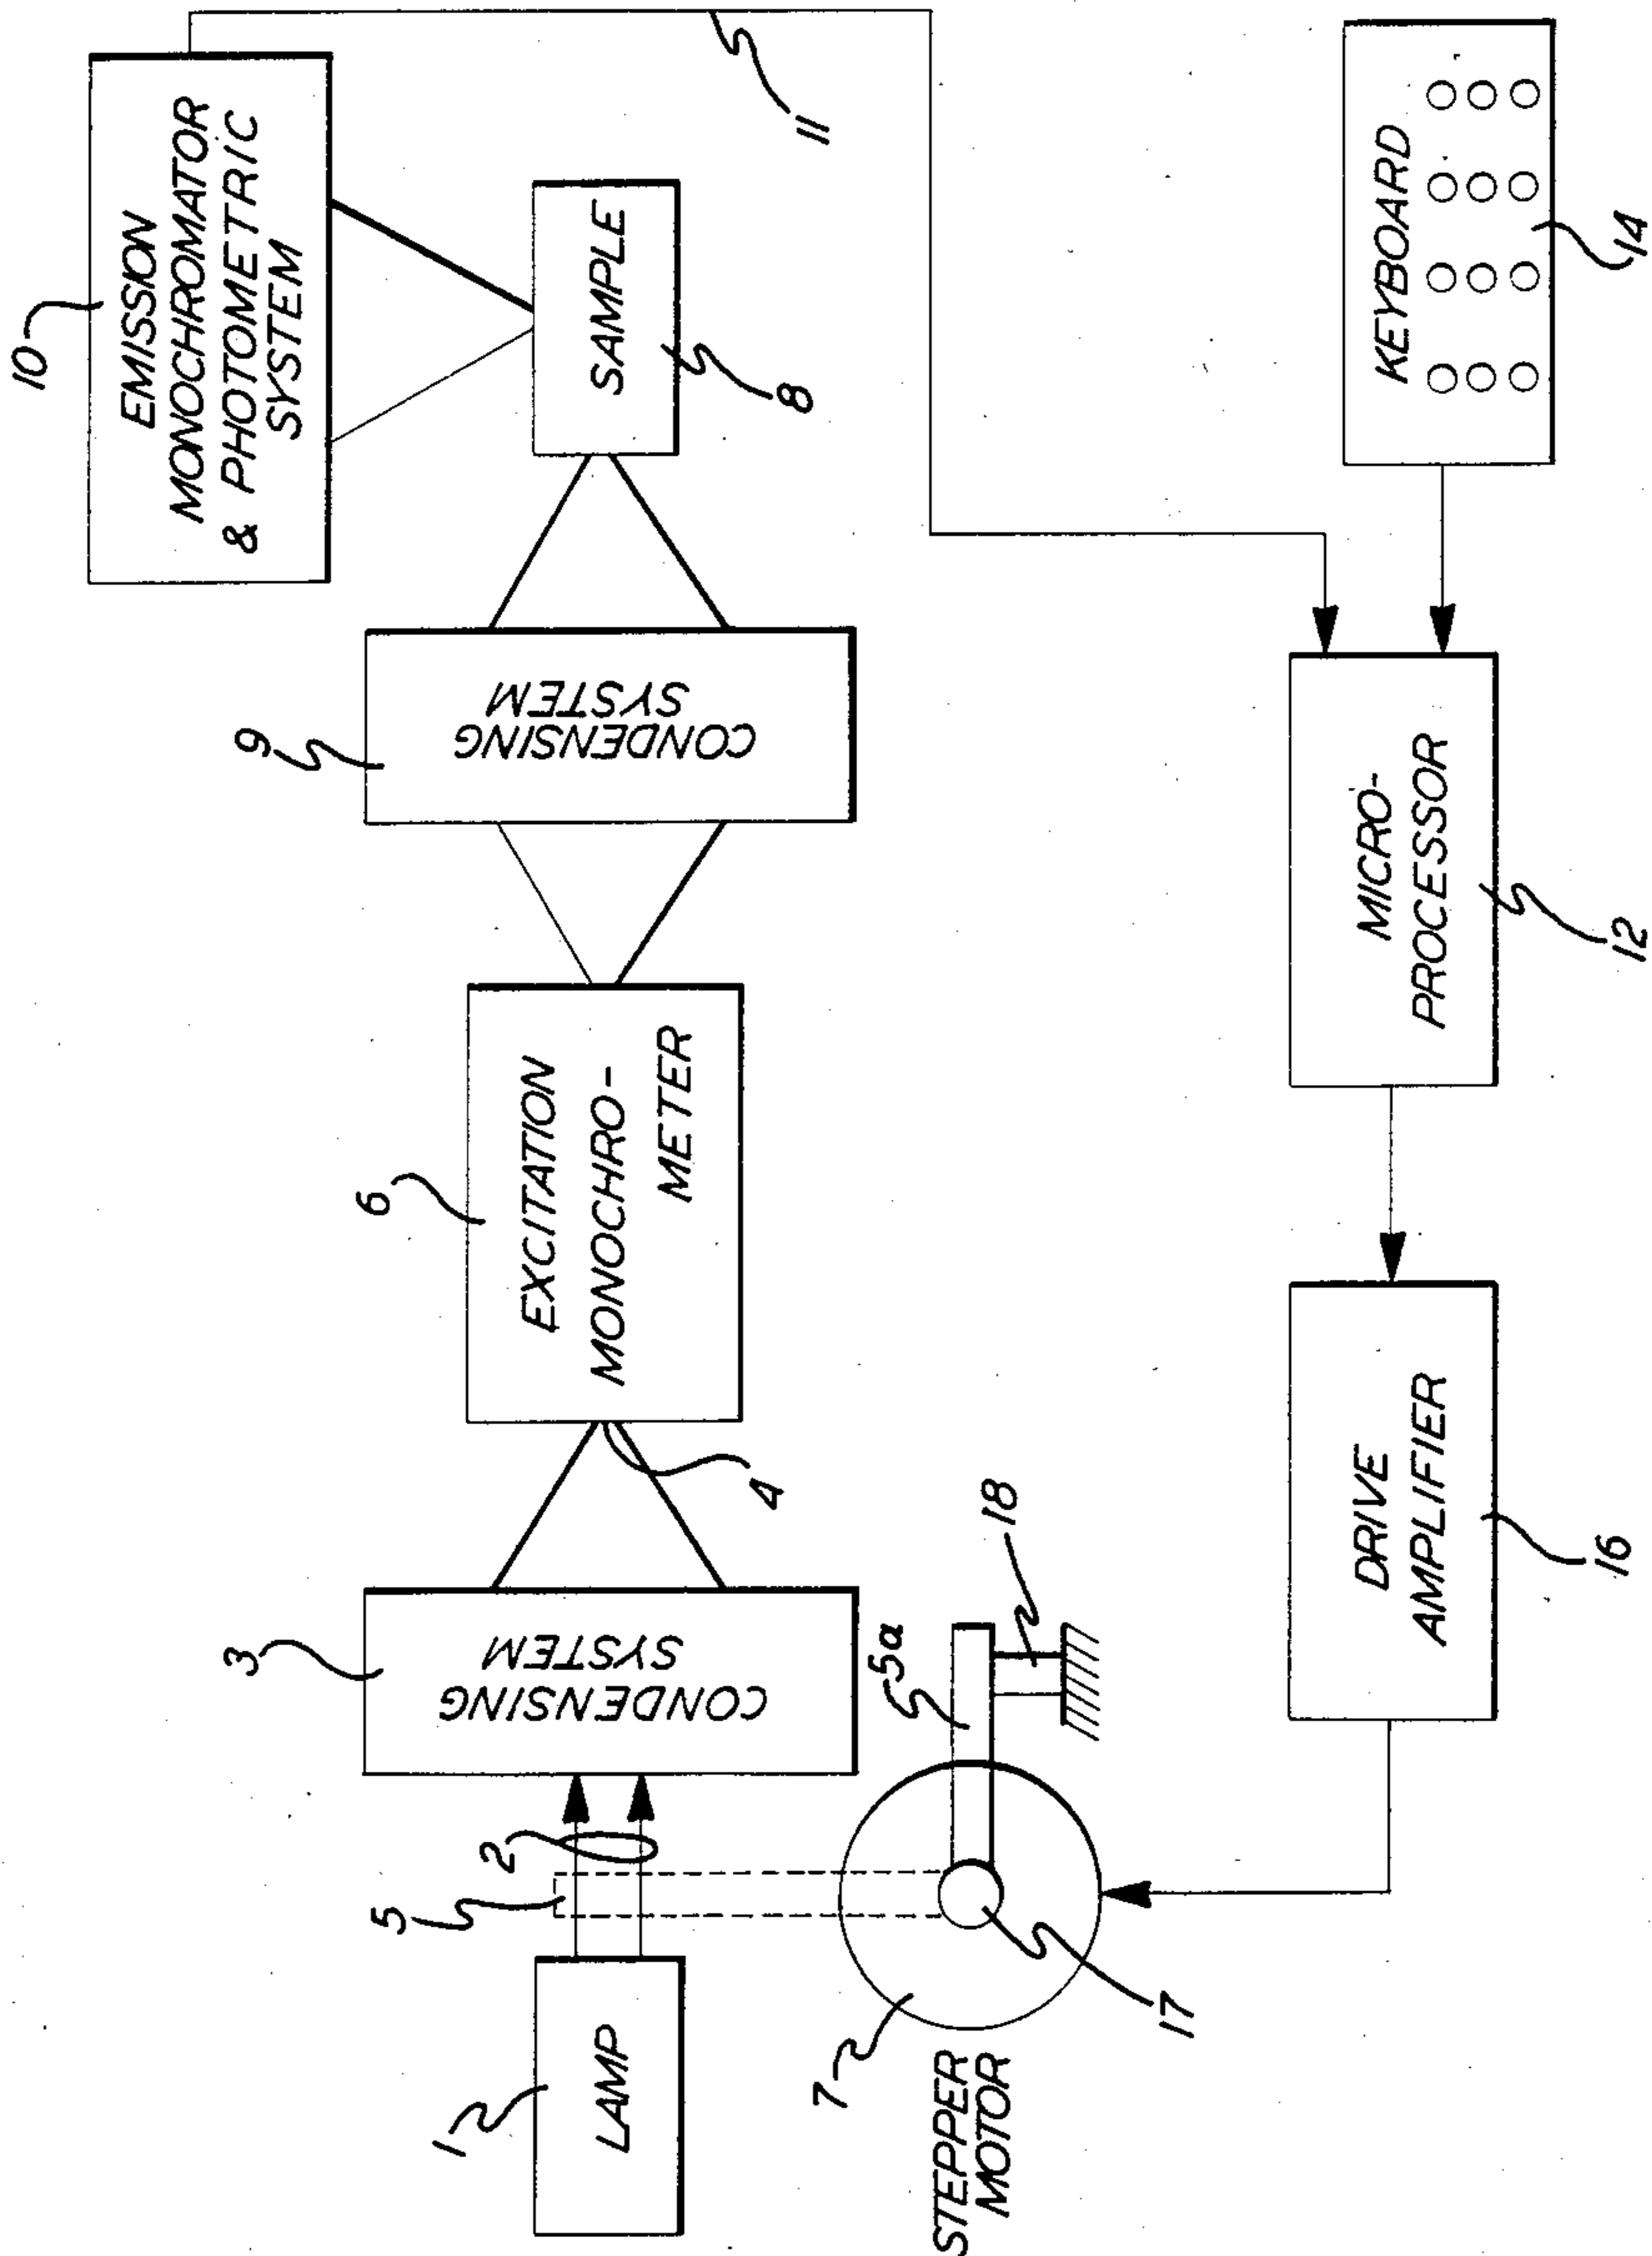 10
EMISSION
MONOCHROMATOR
& PHOTOMETRIC
SYSTEM
11
SAMPLE
8
9
CONDENSING
SYSTEM
6
EXCITATION
MONOCHRO-
METER
4
3
CONDENSING
SYSTEM
2
5
1
LAMP
5a
18
7
17
STEPPER
MOTOR
KEYBOARD
14
MICRO-
PROCESSOR
12
DRIVE
AMPLIFIER
16